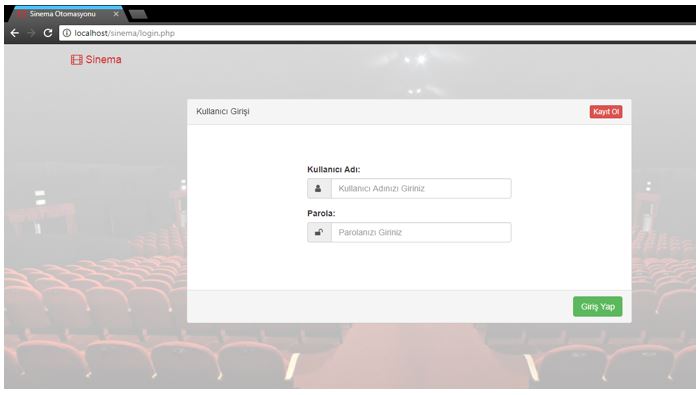 Sinema Otomasyonu
localhost/sinema/login.php
Sinema
Kullanıcı Girişi
Kayıt Ol
Kullanıcı Adı:
Kullanıcı Adınızı Giriniz
Parola:
Parolanızı Giriniz
Giriş Yap